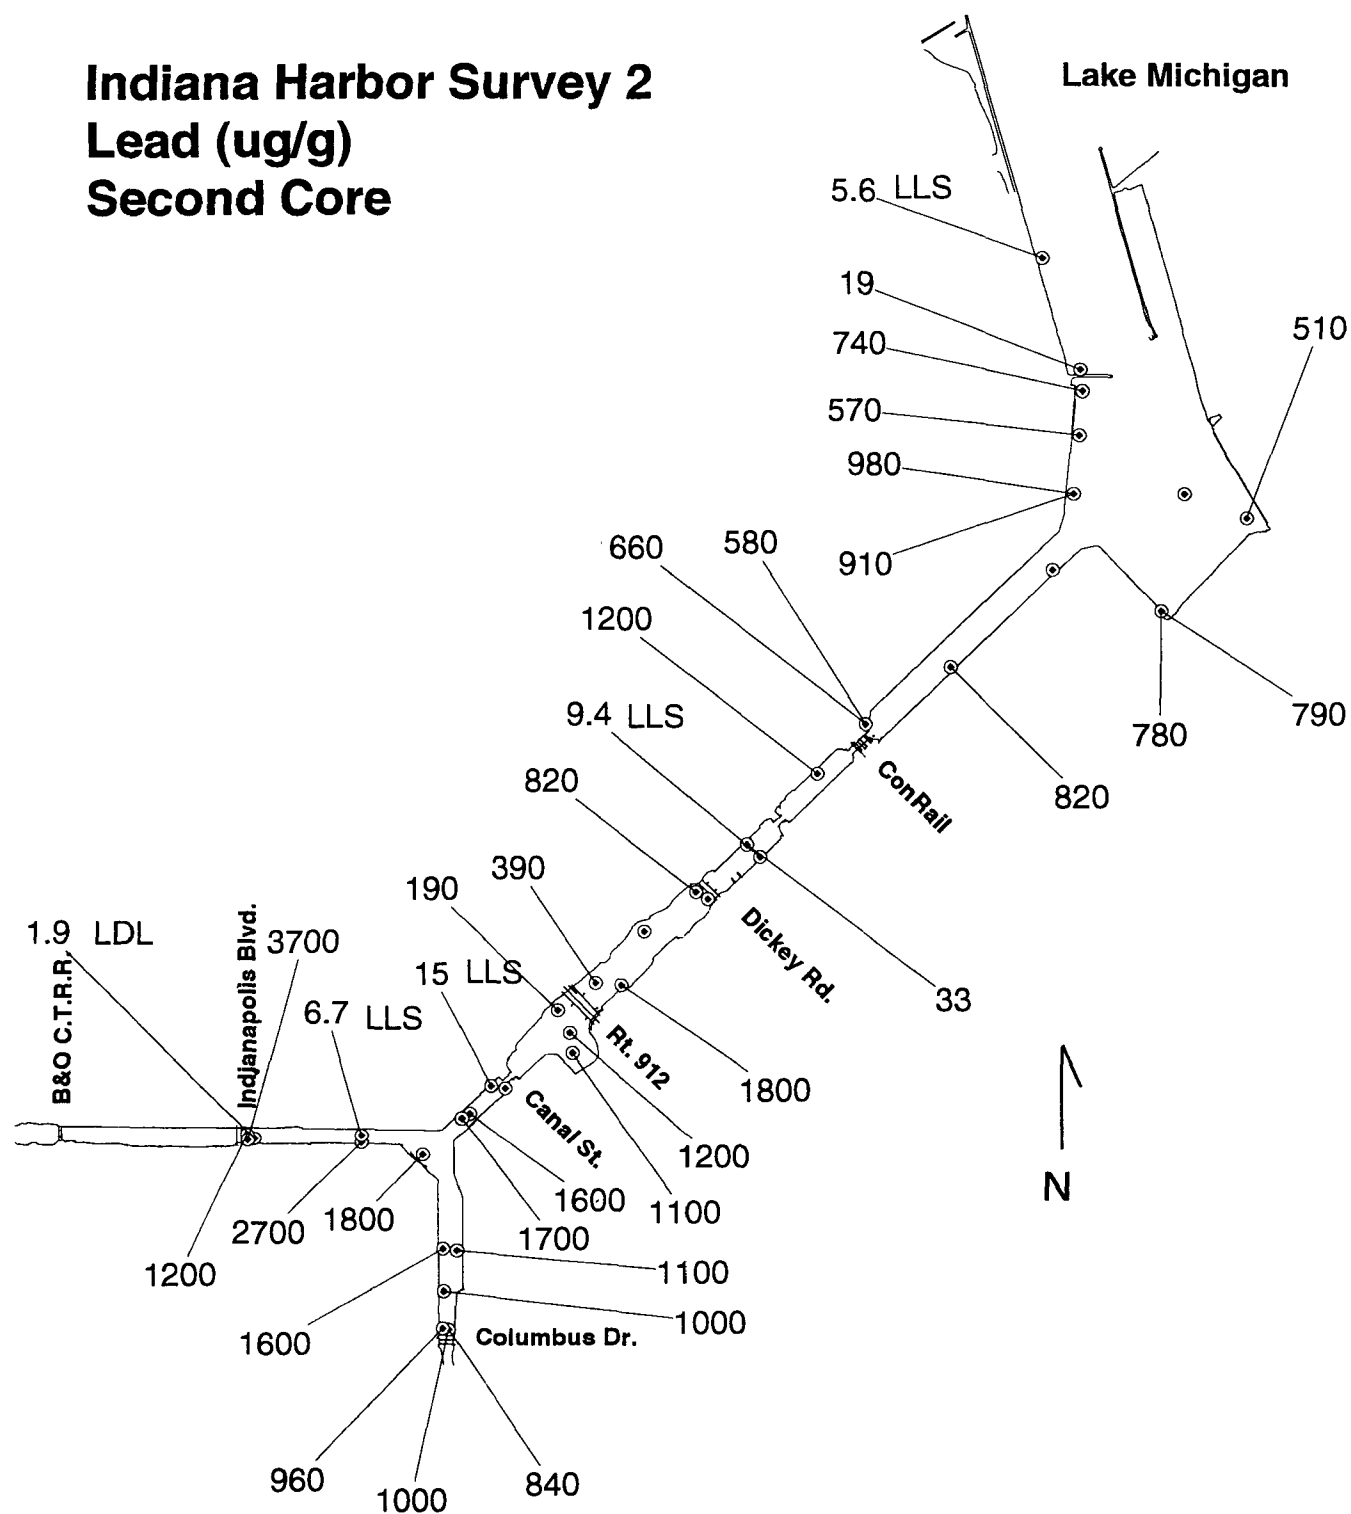 Indiana Harbor Survey 2
Lead (ug/g)
Second Core
Lake Michigan
5.6 LLS
19
740
570
980
910
510
660
580
1200
9.4 LLS
820
390
190
15 LLS
1.9 LDL
3700
6.7 LLS
B&O C.T.R.R.
Indianapolis Blvd.
790
780
820
ConRail
Dickey Rd.
33
Rt. 912
1800
Canal St.
1200
1100
1600
1700
N
2700
1800
1200
1100
1000
1600
Columbus Dr.
960
1000
840